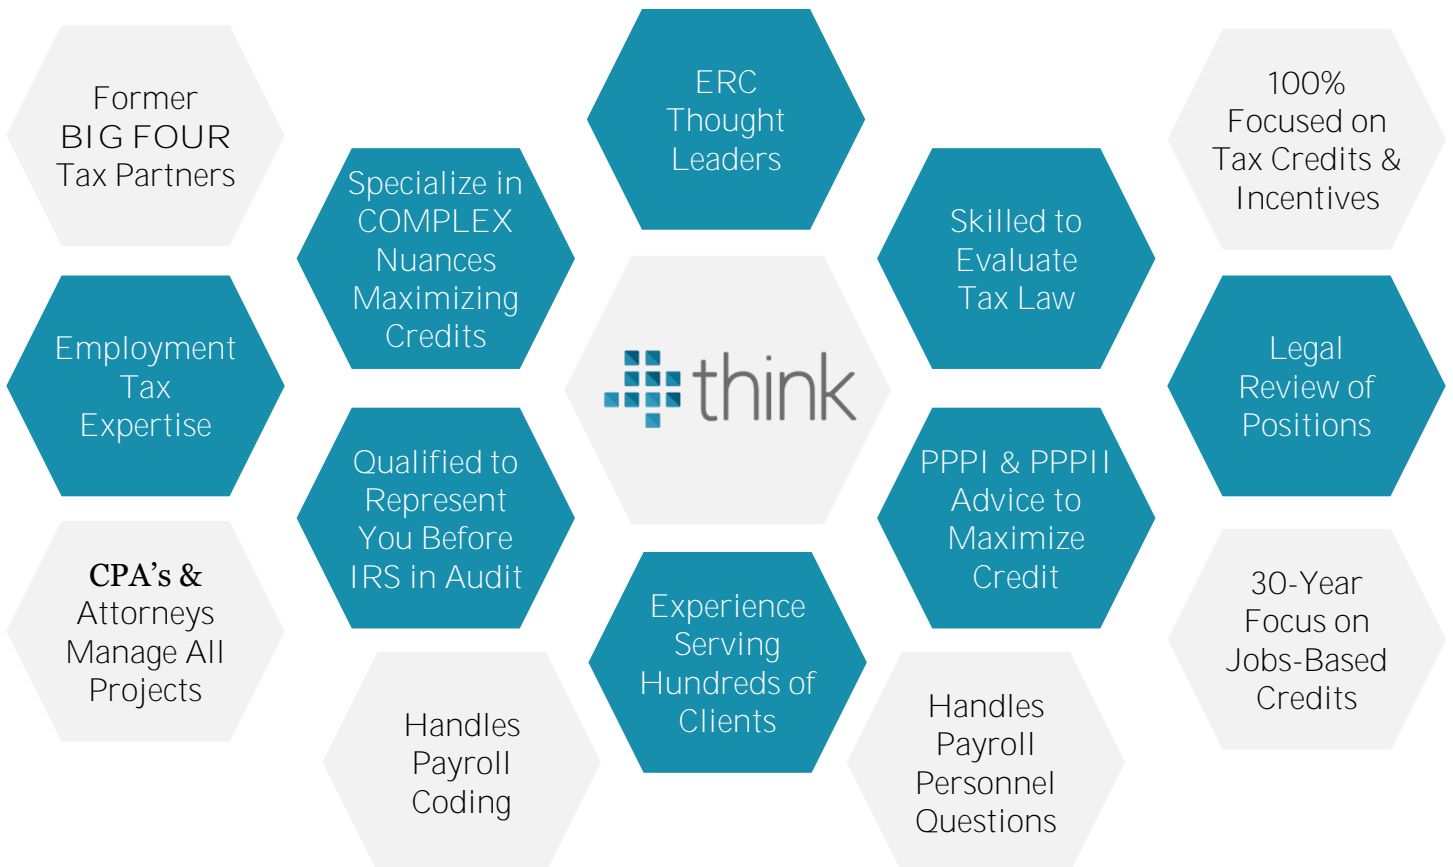 Former
BIG FOUR
Tax Partners
Specialize in
COMPLEX
Nuances
Maximizing
Credits
ERC
Thought
Leaders
Skilled to
Evaluate
Tax Law
100%
Focused on
Tax Credits &
Incentives
Employment
Tax
Expertise
think
Legal
Review of
Positions
Qualified to
Represent
You Before
IRS in Audit
PPPI & PPPII
Advice to
Maximize
Credit
CPA's &
Attorneys
Manage All
Projects
Experience
Serving
Hundreds of
Clients
30-Year
Focus on
Jobs-Based
Credits
Handles
Payroll
Coding
Handles
Payroll
Personnel
Questions